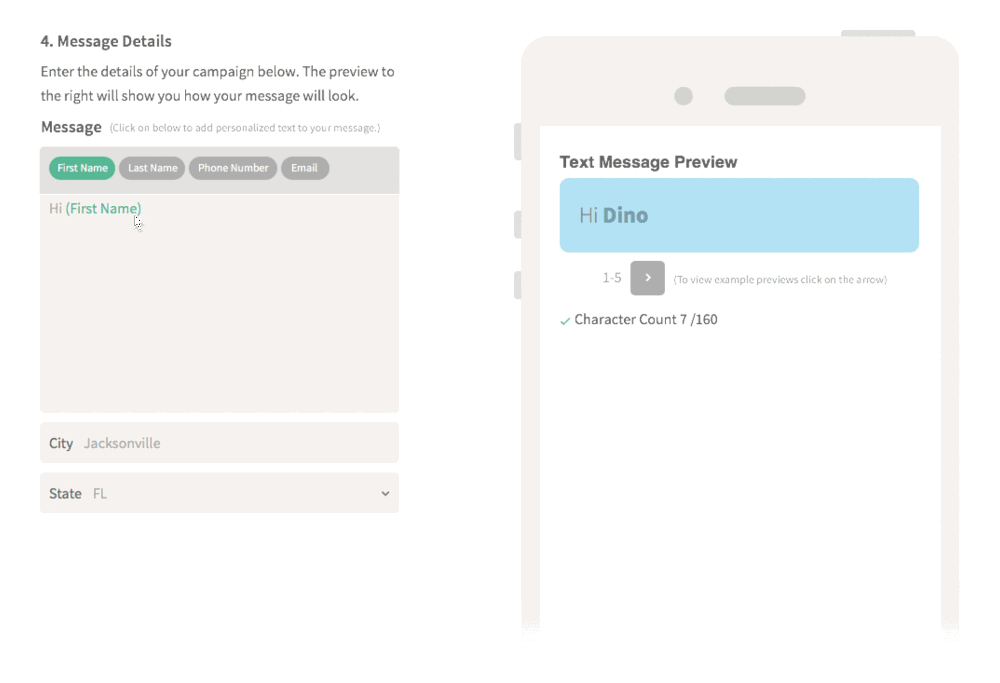 4. Message Details
Enter the details of your campaign below. The preview to
the right will show you how your message will look.
Message (Click on below to add personalized text to your message.)
First Name Last Name Phone Number Email
Hi (First Name)
City Jacksonville
State FL
Text Message Preview
Hi Dino
1-5 (To view example previews click on the arrow)
Character Count 7 /160